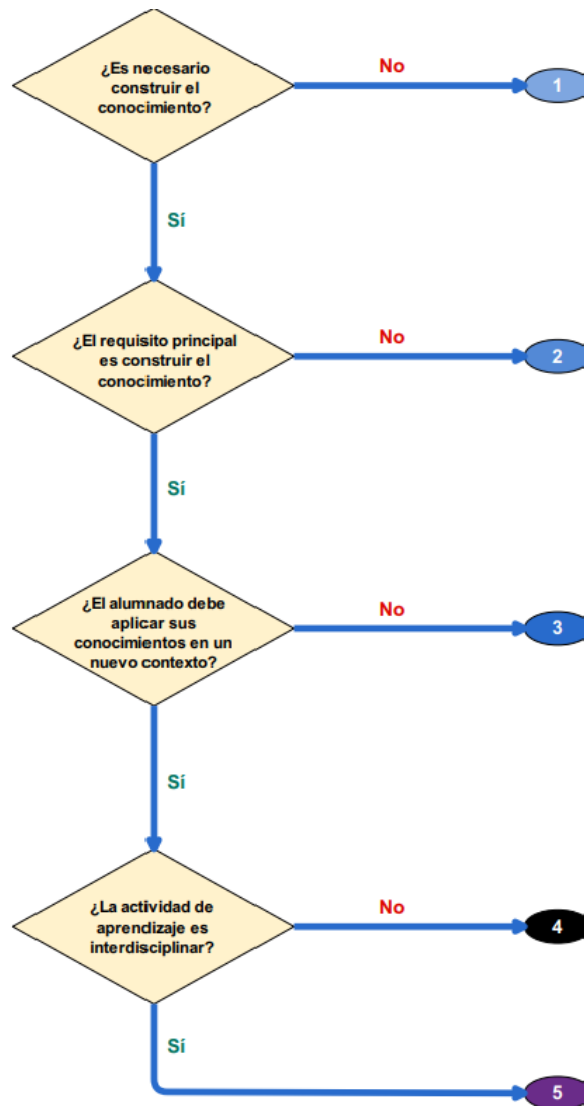 ¿Es necesario
construir el
conocimiento?
No
1
Sí
¿El requisito principal
es construir el
conocimiento?
No
2
Sí
¿El alumnado debe
aplicar sus
conocimientos en un
nuevo contexto?
No
3
Sí
¿La actividad de
aprendizaje es
interdisciplinar?
No
4
Sí
5